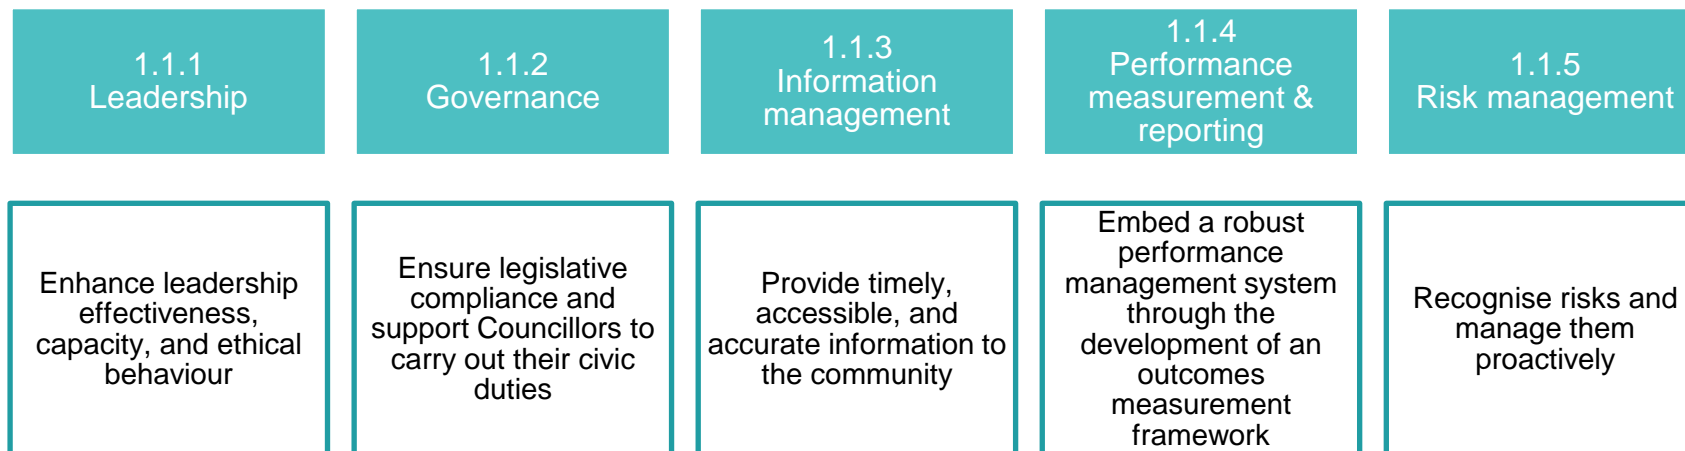 1.1.1
Leadership
1.1.2
Governance
1.1.3
Information
management
1.1.4
Performance
measurement &
reporting
1.1.5
Risk management
Enhance leadership
effectiveness,
capacity, and ethical
behaviour
Ensure legislative
compliance and
support Councillors to
carry out their civic
duties
Provide timely,
accessible, and
accurate information to
the community
Embed a robust
performance
management system
through the
development of an
outcomes
measurement
framework
Recognise risks and
manage them
proactively